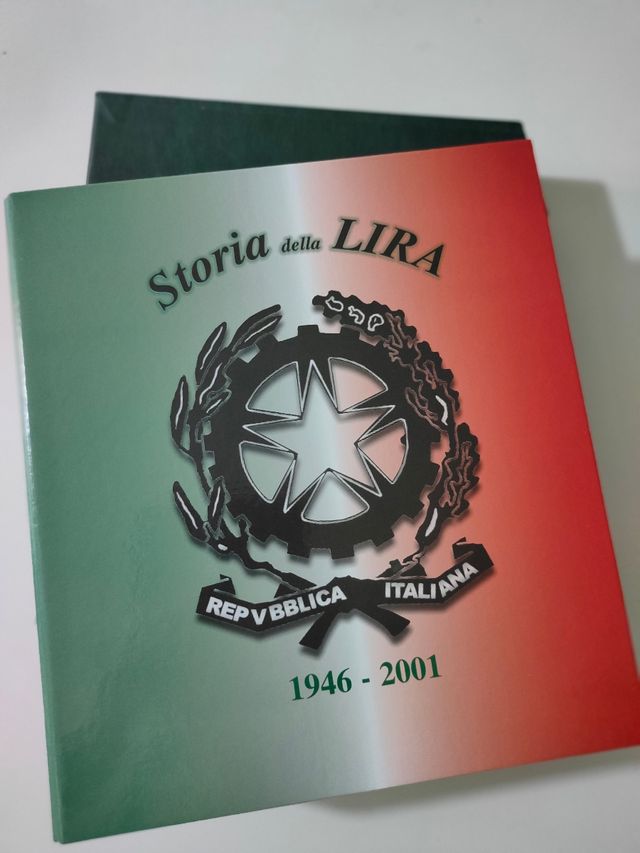 Storia della LIRA
REPVBBLICA ITALIANA
1946 - 2001